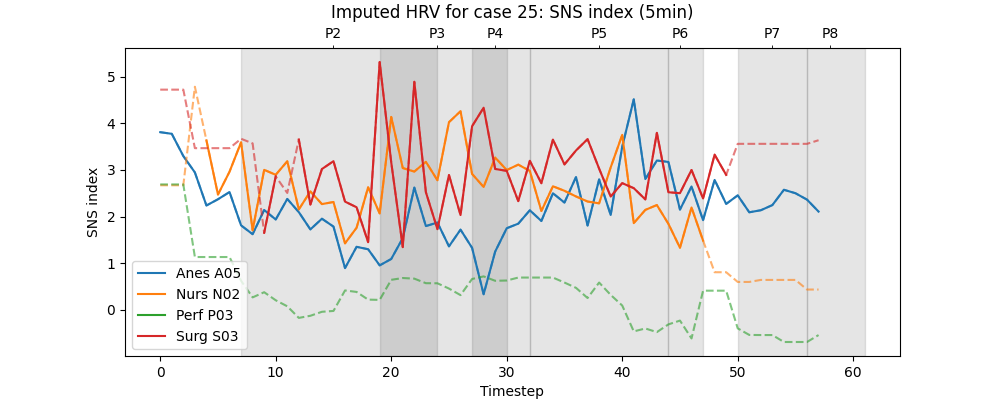 Imputed HRV for case 25: SNS index (5min)
P2 P3 P4 P5 P6 P7 P8
SNS index
5
4
3
2
1
0
Anes A05
Nurs N02
Perf P03
Surg S03
0 10 20 30 40 50 60
Timestep